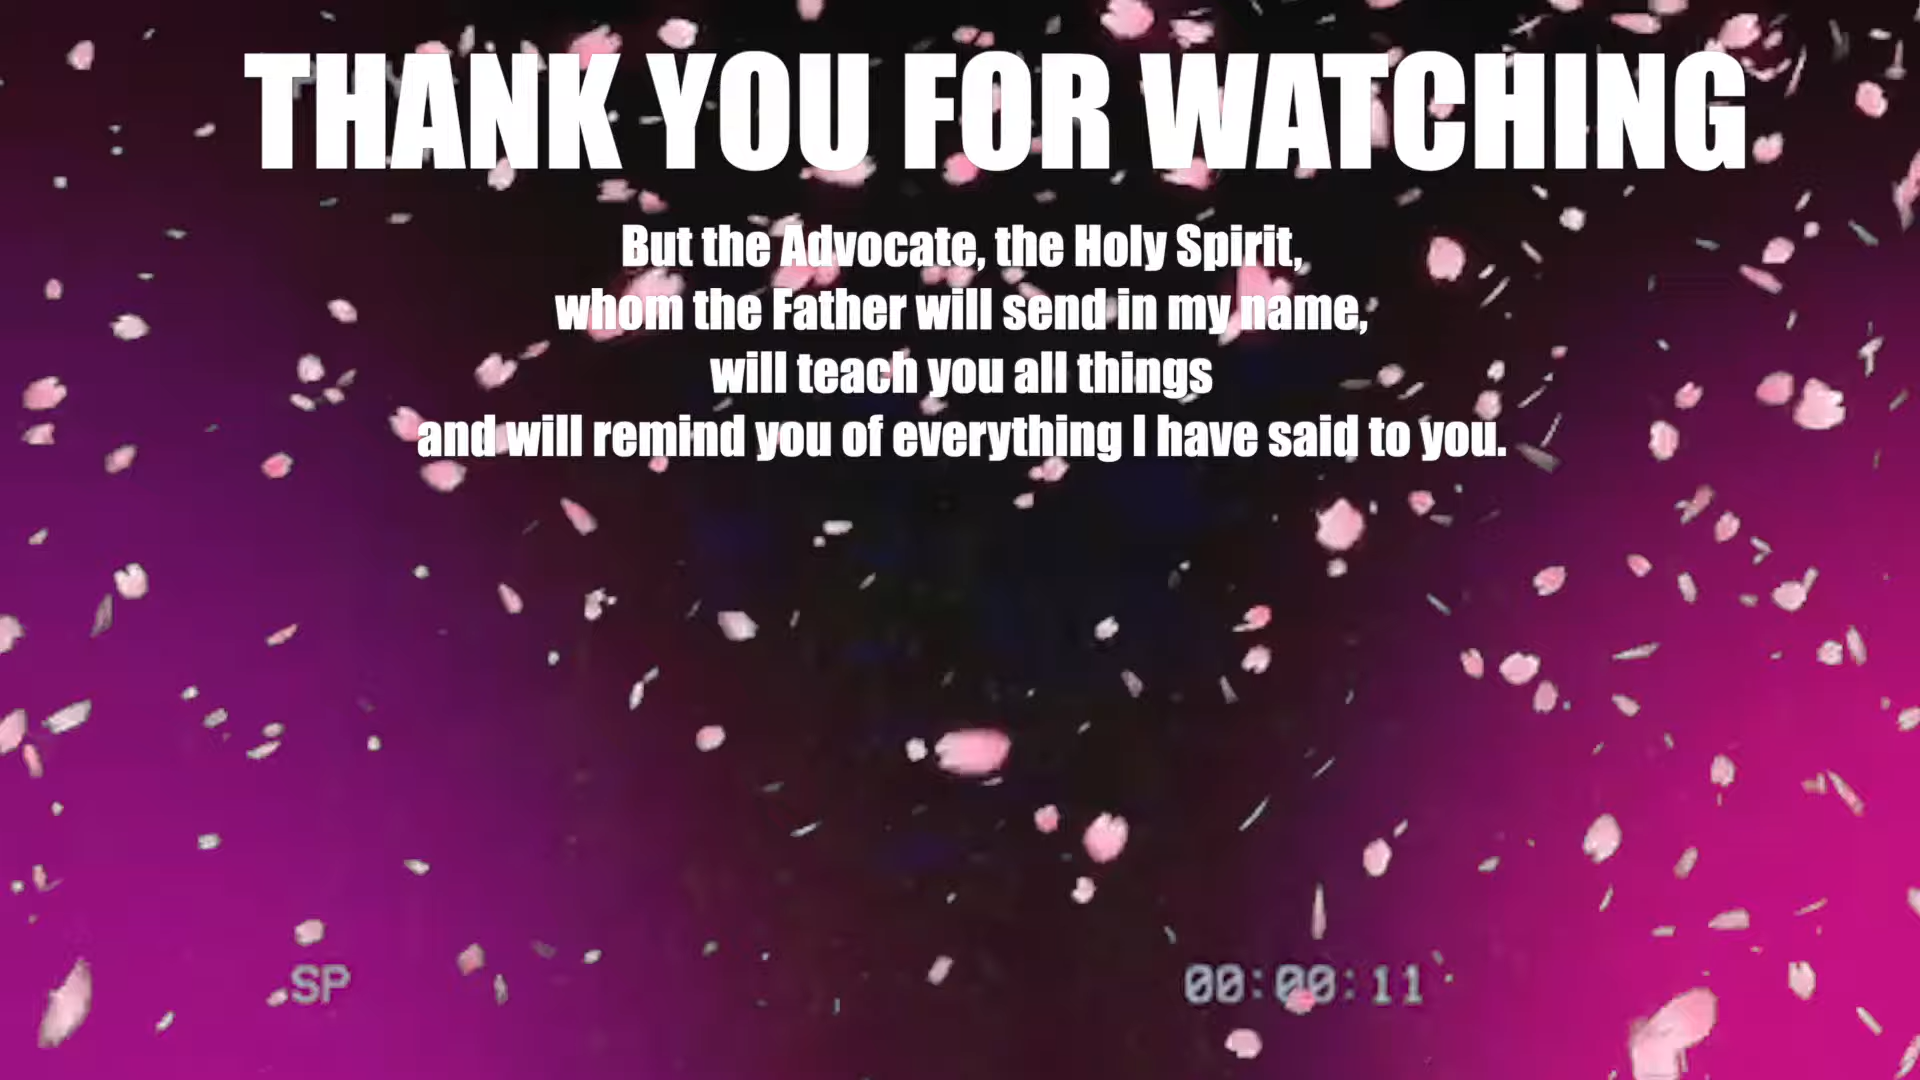 THANK YOU FOR WATCHING
But the Advocate, the Holy Spirit,
whom the Father will send in my name,
will teach you all things
and will remind you of everything I have said to you.
SP
00:00:11